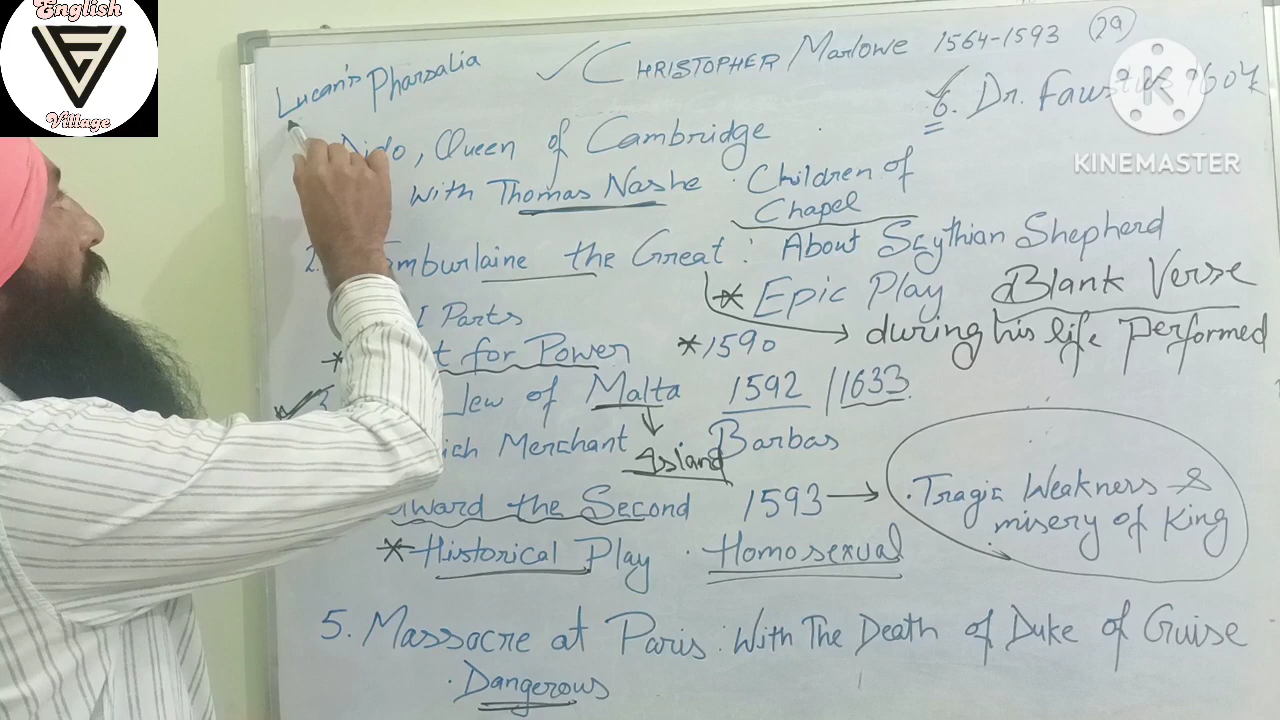 English
Village
Lucan's Pharsalia
✓ CHRISTOPHER Marlowe 1564-1593 (29)
✓ 6. Dr. Faustus 1604
KINEMASTER
Dido, Queen of Cambridge
With Thomas Nashe . Children of
Chapel
2. Tamburlaine the Great : About Scythian Shepherd
* Epic Play Blank Verse
I Parts
→ during his life performed
* for Power * 1590
Jew of Malta 1592 / 1633
Merchant Barbas
Island
Edward the Second 1593 → . Tragic Weakness &
misery of King
* Historical Play . Homosexual
5. Massacre at Paris : With The Death of Duke of Guise
. Dangerous